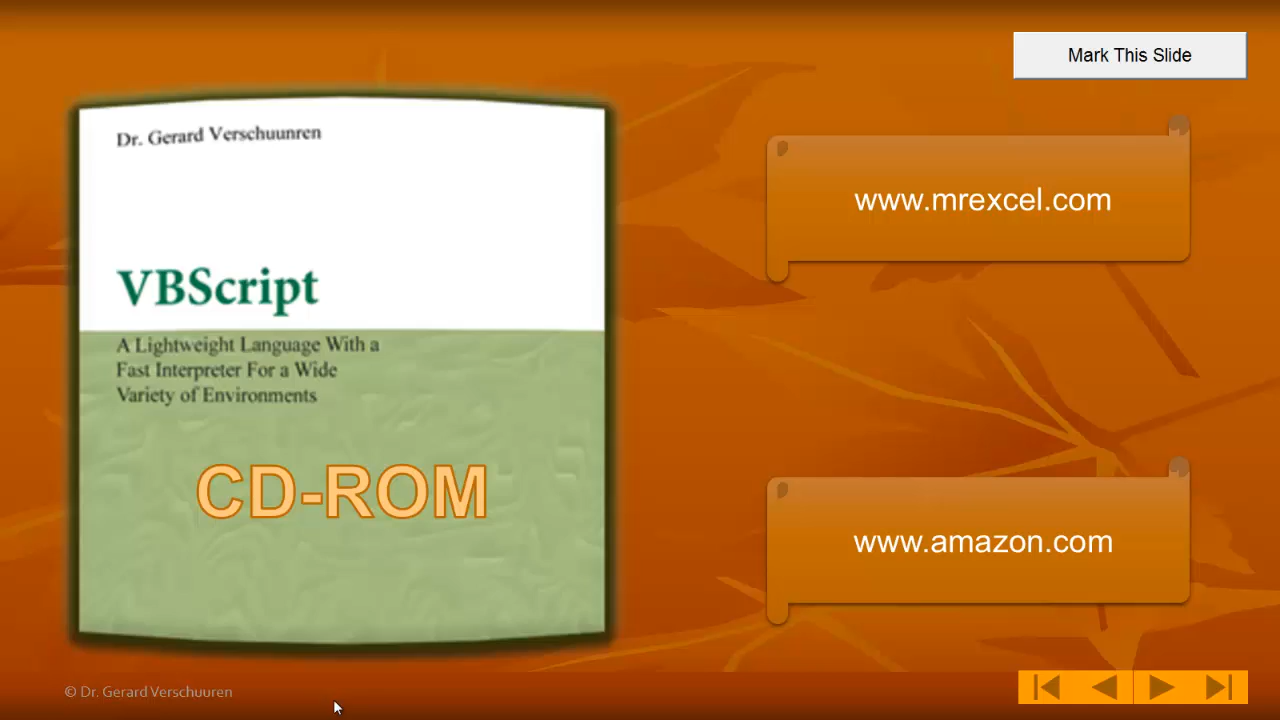 Mark This Slide
Dr. Gerard Verschuunren
www.mrexcel.com
VBScript
A Lightweight Language With a
Fast Interpreter For a Wide
Variety of Environments
CD-ROM
www.amazon.com
© Dr. Gerard Verschuuren